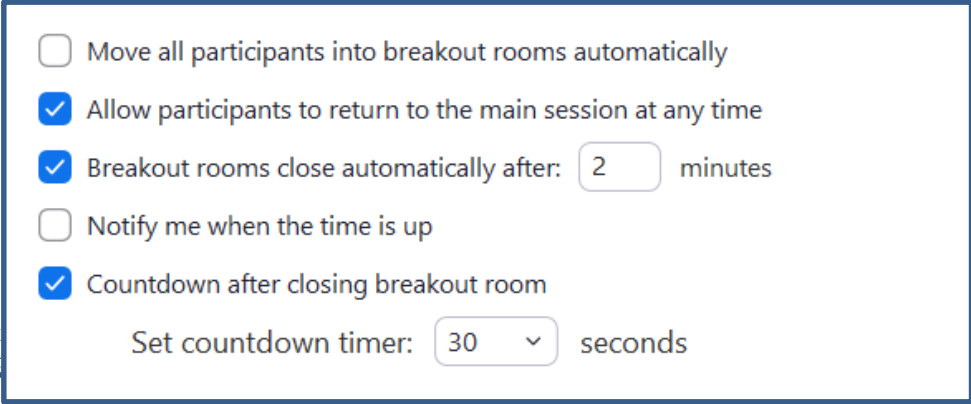 Move all participants into breakout rooms automatically
Allow participants to return to the main session at any time
Breakout rooms close automatically after: 2 minutes
Notify me when the time is up
Countdown after closing breakout room
Set countdown timer: 30 seconds